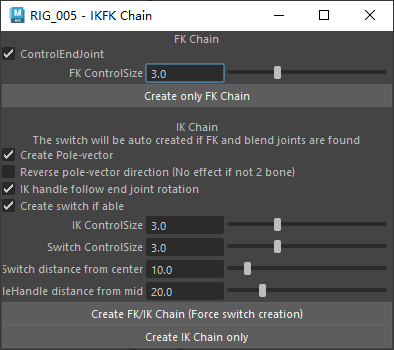 RIG_005 - IKFK Chain
FK Chain
ControlEndJoint
FK ControlSize 3.0
Create only FK Chain
IK Chain
The switch will be auto created if FK and blend joints are found
Create Pole-vector
Reverse pole-vector direction (No effect if not 2 bone)
IK handle follow end joint rotation
Create switch if able
IK ControlSize 3.0
Switch ControlSize 3.0
Switch distance from center 10.0
leHandle distance from mid 20.0
Create FK/IK Chain (Force switch creation)
Create IK Chain only